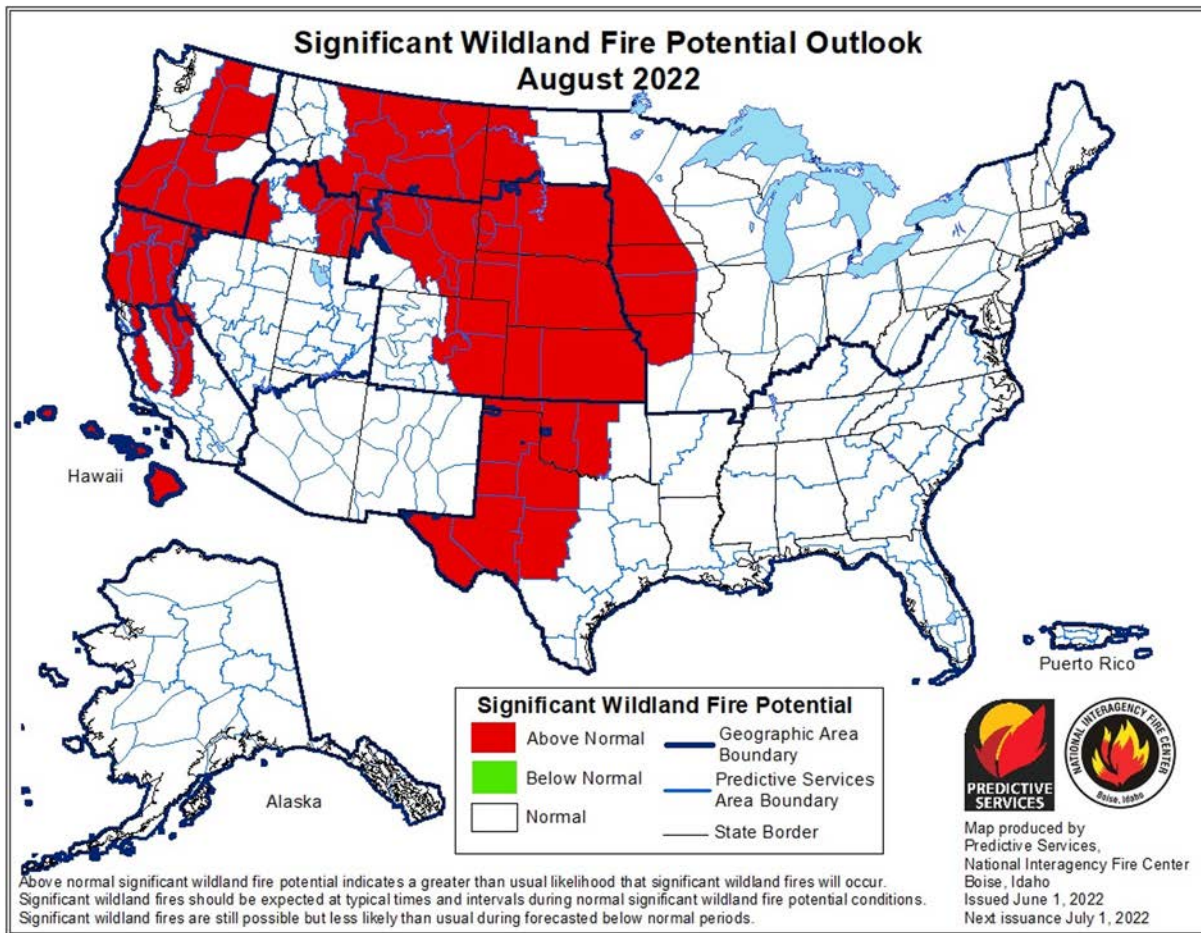 Significant Wildland Fire Potential Outlook
August 2022
Hawaii
Alaska
Puerto Rico
Significant Wildland Fire Potential
Above Normal
Below Normal
Normal
Geographic Area
Boundary
Predictive Services
Area Boundary
State Border
PREDICTIVE
SERVICES
NATIONAL INTERAGENCY FIRE CENTER
Boise, Idaho
Map produced by
Predictive Services,
National Interagency Fire Center
Boise, Idaho
Issued June 1, 2022
Next issuance July 1, 2022
Above normal significant wildland fire potential indicates a greater than usual likelihood that significant wildland fires will occur.
Significant wildland fires should be expected at typical times and intervals during normal significant wildland fire potential conditions.
Significant wildland fires are still possible but less likely than usual during forecasted below normal periods.